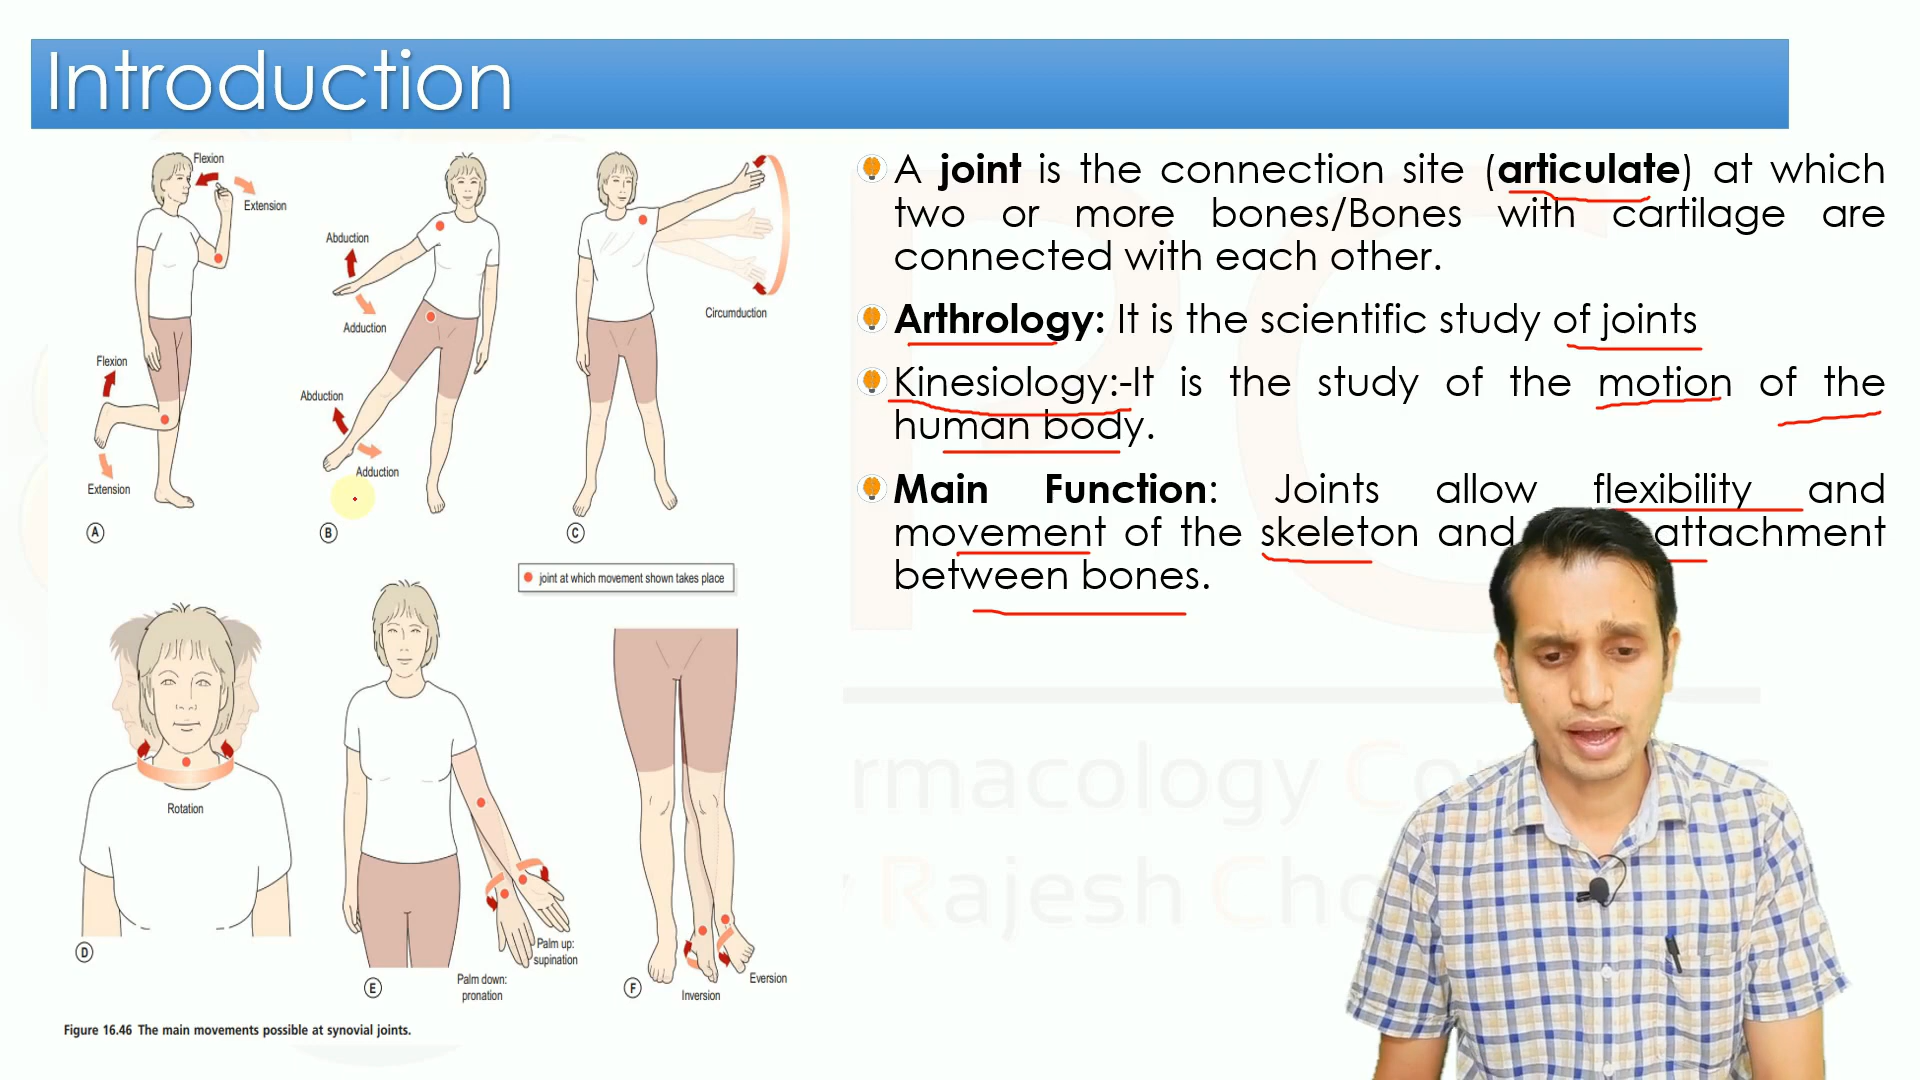 Introduction
Flexion
Extension
Flexion
Extension
A
Abduction
Adduction
Abduction
Adduction
B
Circumduction
C
joint at which movement shown takes place
Rotation
D
Palm up:
supination
Palm down:
pronation
E
Inversion
Eversion
F
Figure 16.46 The main movements possible at synovial joints.
A joint is the connection site (articulate) at which
two or more bones/Bones with cartilage are
connected with each other.
Arthrology: It is the scientific study of joints
Kinesiology:-It is the study of the motion of the
human body.
Main Function: Joints allow flexibility and
movement of the skeleton and attachment
between bones.
Rajesh